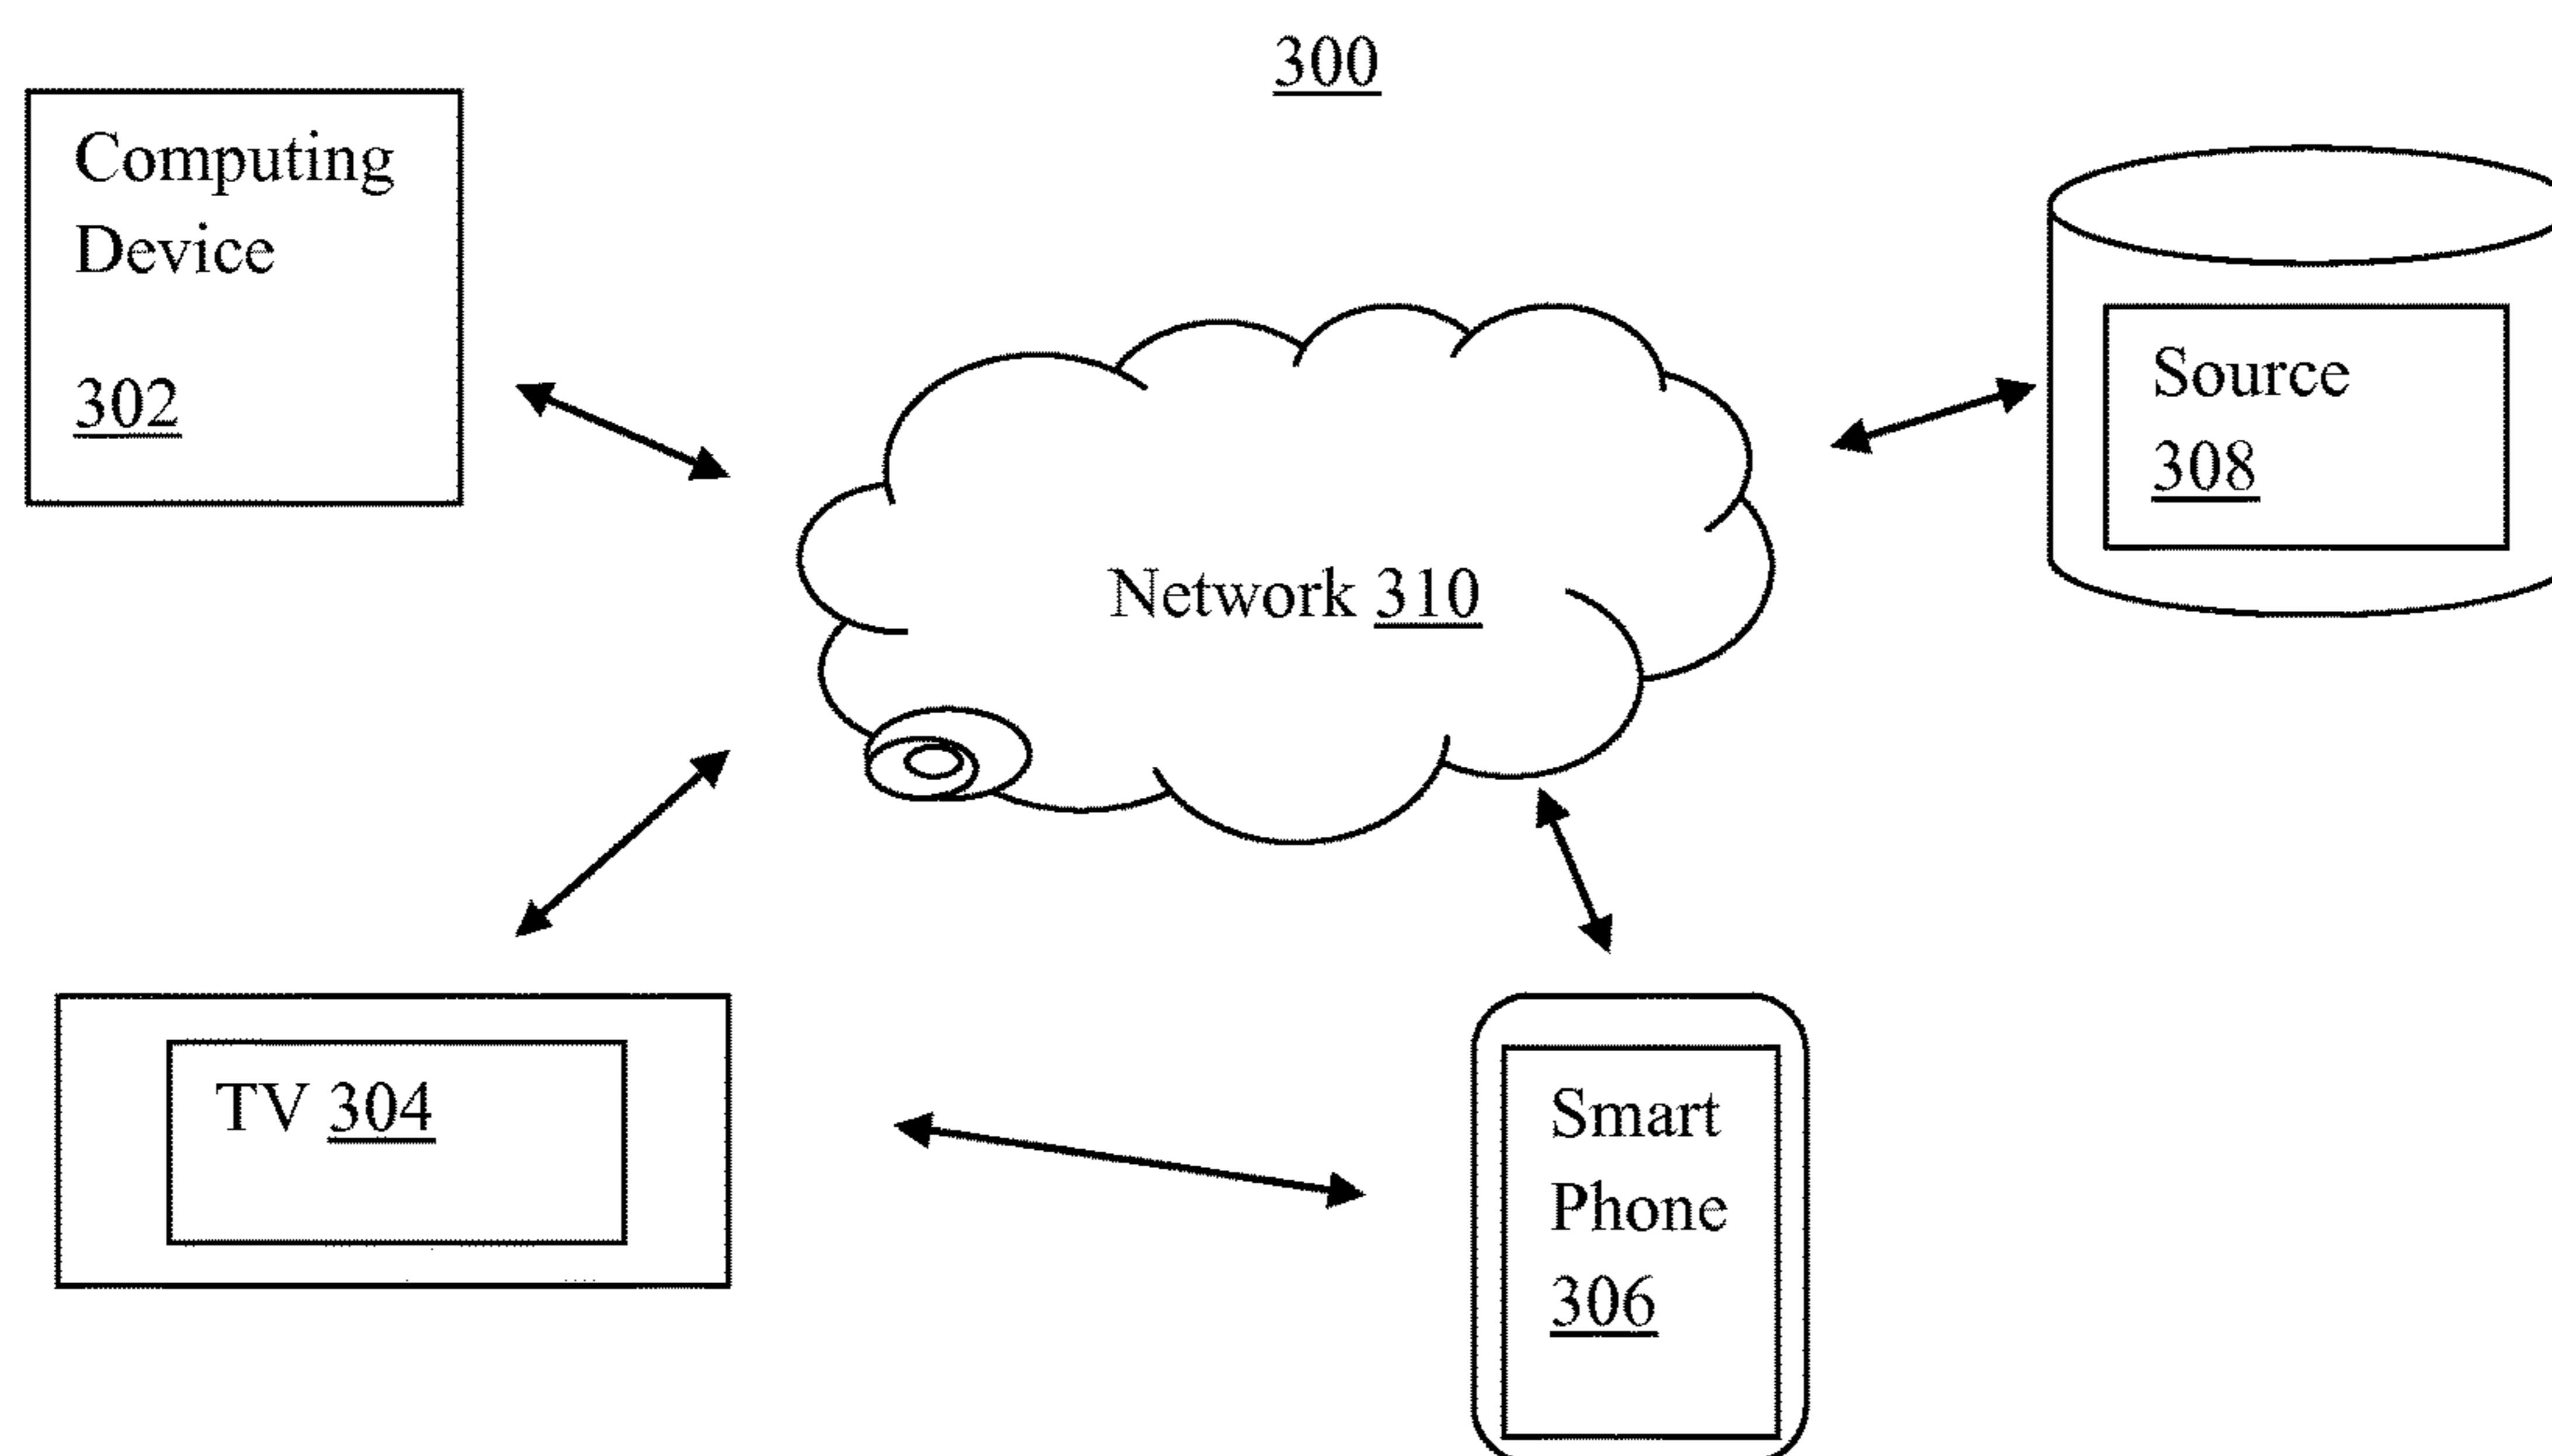 300
Computing
Device
302
Source
308
Network 310
TV 304
Smart
Phone
306